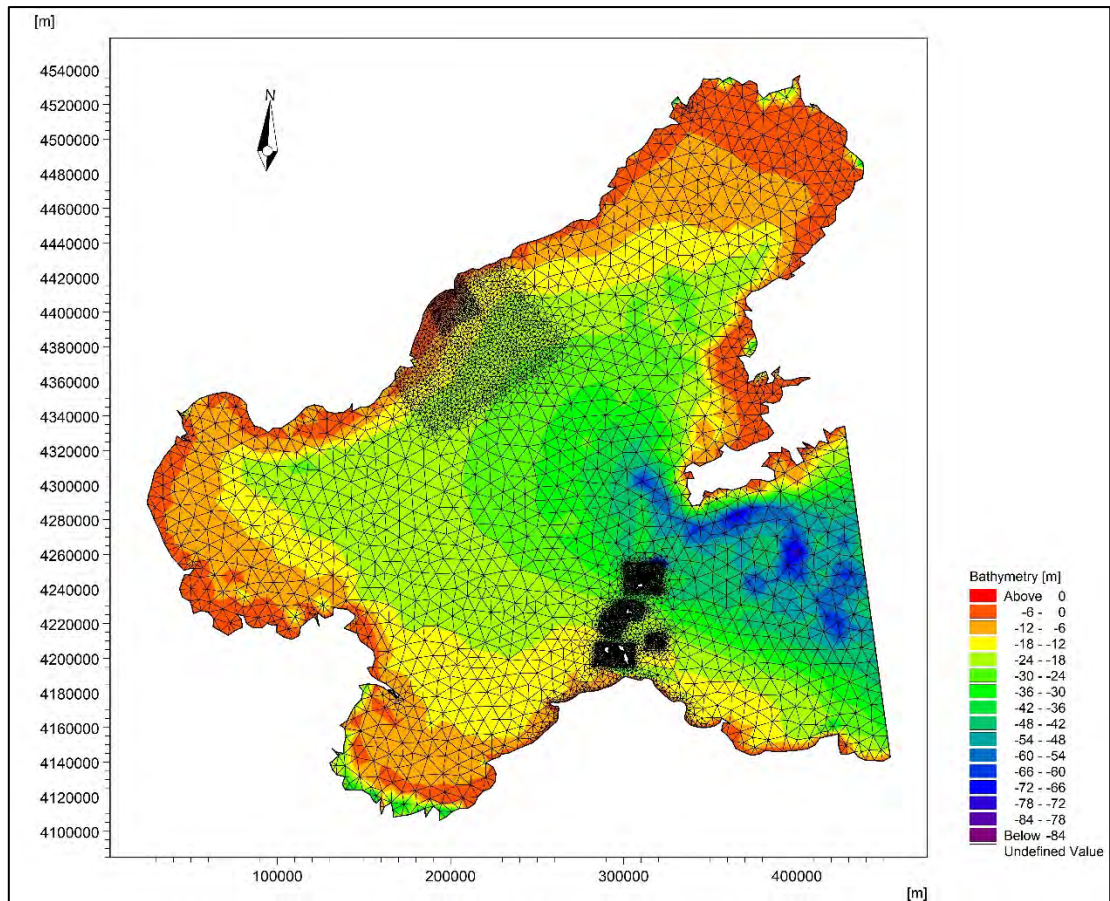 [m]
4540000
4520000
4500000
4480000
4460000
4440000
4420000
4400000
4380000
4360000
4340000
4320000
4300000
4280000
4260000
4240000
4220000
4200000
4180000
4160000
4140000
4120000
4100000
N
100000 200000 300000 400000
[m]
Bathymetry [m]
Above 0
-6 - 0
-12 - -6
-18 - -12
-24 - -18
-30 - -24
-36 - -30
-42 - -36
-48 - -42
-54 - -48
-60 - -54
-66 - -60
-72 - -66
-78 - -72
-84 - -78
Below -84
Undefined Value